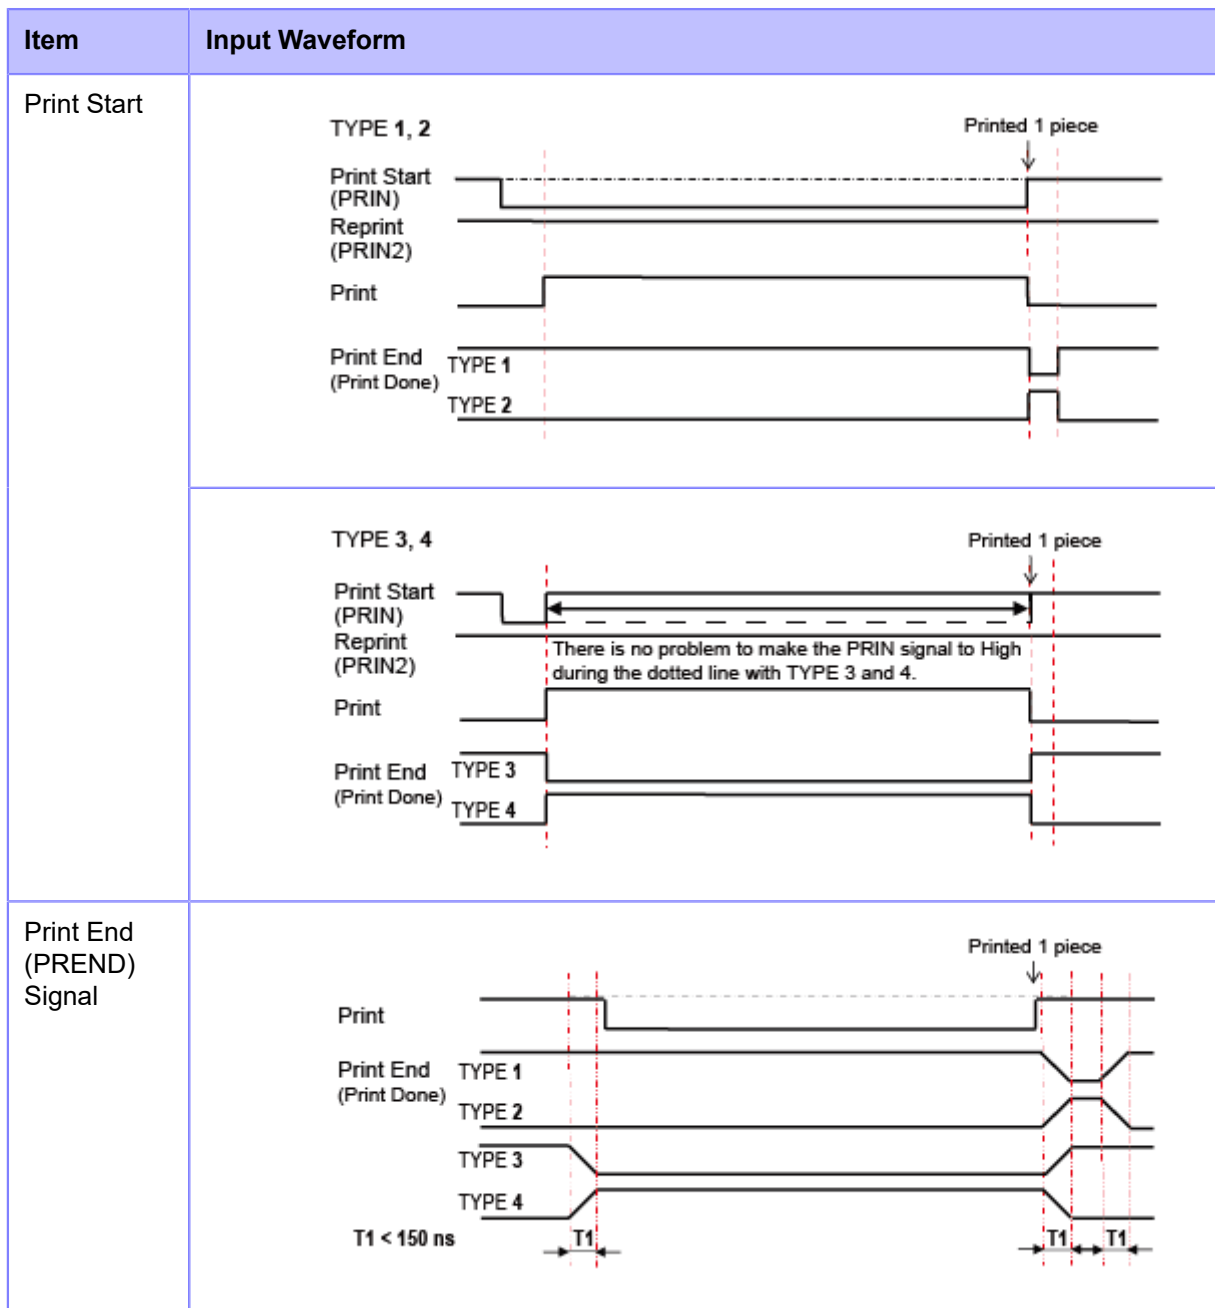 Item Input Waveform
Print Start
TYPE 1, 2
Printed 1 piece
Print Start
(PRIN)
Reprint
(PRIN2)
Print
Print End
(Print Done)
TYPE 1
TYPE 2
TYPE 3, 4
Printed 1 piece
Print Start
(PRIN)
Reprint
(PRIN2)
There is no problem to make the PRIN signal to High
during the dotted line with TYPE 3 and 4.
Print
Print End
(Print Done)
TYPE 3
TYPE 4
Print End
(PREND)
Signal
Printed 1 piece
Print
Print End
(Print Done)
TYPE 1
TYPE 2
TYPE 3
TYPE 4
T1 < 150 ns
T1
T1
T1